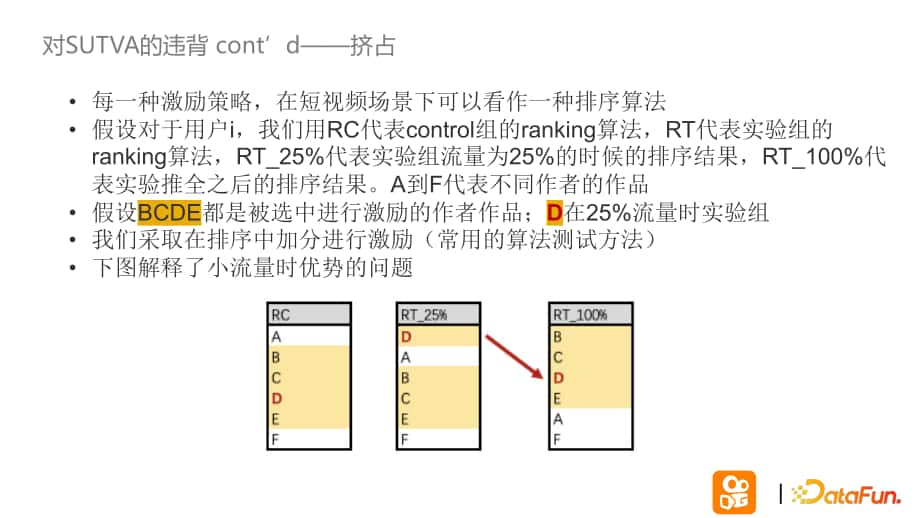 对SUTVA的违背 cont’d——挤占
• 每一种激励策略，在短视频场景下可以看作一种排序算法
• 假设对于用户i，我们用RC代表control组的ranking算法，RT代表实验组的
ranking算法，RT_25%代表实验组流量为25%的时候的排序结果，RT_100%代
表实验推全之后的排序结果。A到F代表不同作者的作品
• 假设BCDE都是被选中进行激励的作者作品；D在25%流量时实验组
• 我们采取在排序中加分进行激励（常用的算法测试方法）
• 下图解释了小流量时优势的问题
RC
A
B
C
D
E
F
RT_25%
D
A
B
C
E
F
RT_100%
B
C
D
E
A
F
DataFun.